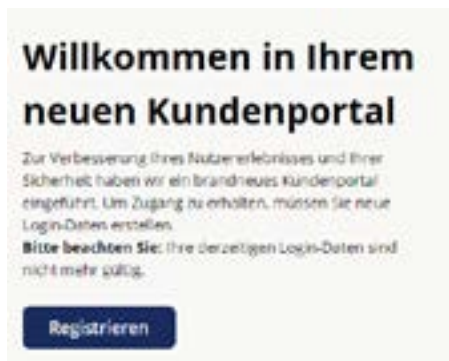 Willkommen in Ihrem
neuen Kundenportal
Zur Verbesserung Ihres Nutzererlebnisses und Ihrer
Sicherheit haben wir ein brandneues Kundenportal
eingeführt. Um Zugang zu erhalten, müssen Sie neue
Login-Daten erstellen.
Bitte beachten Sie: Ihre derzeitigen Login-Daten sind
nicht mehr gültig.
Registrieren